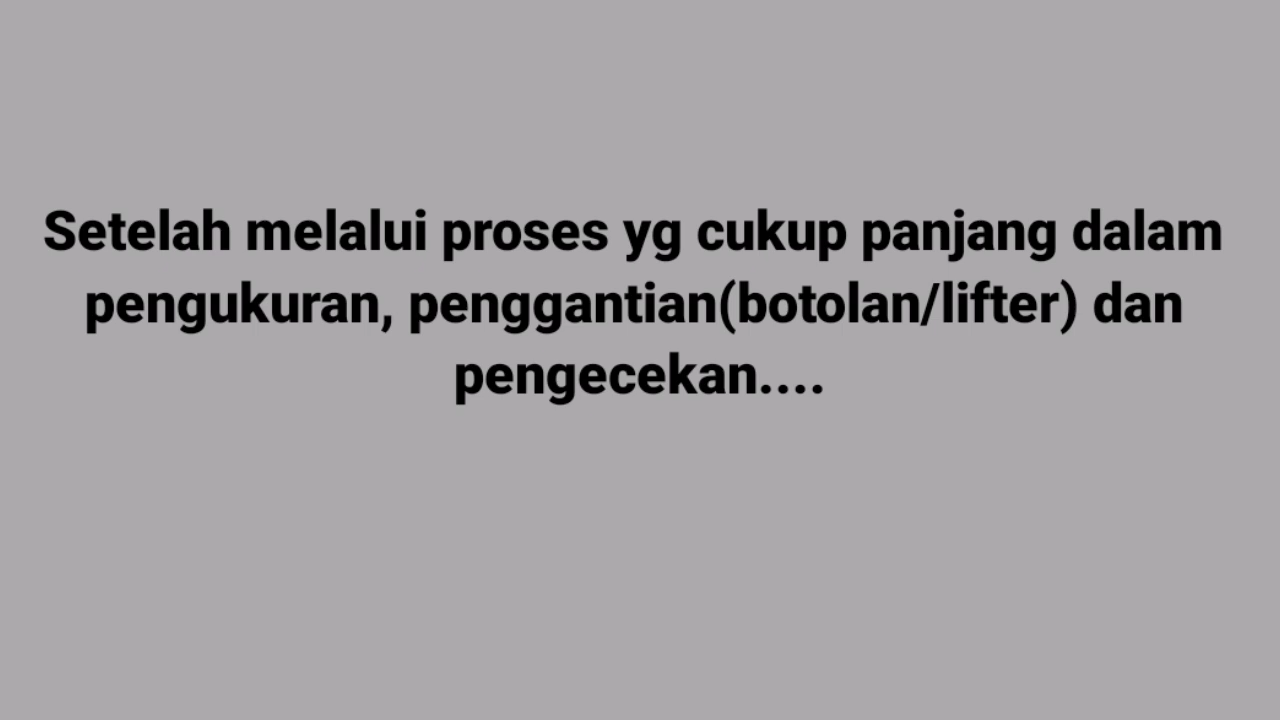 Setelah melalui proses yg cukup panjang dalam
pengukuran, penggantian(botolan/lifter) dan
pengecekan....